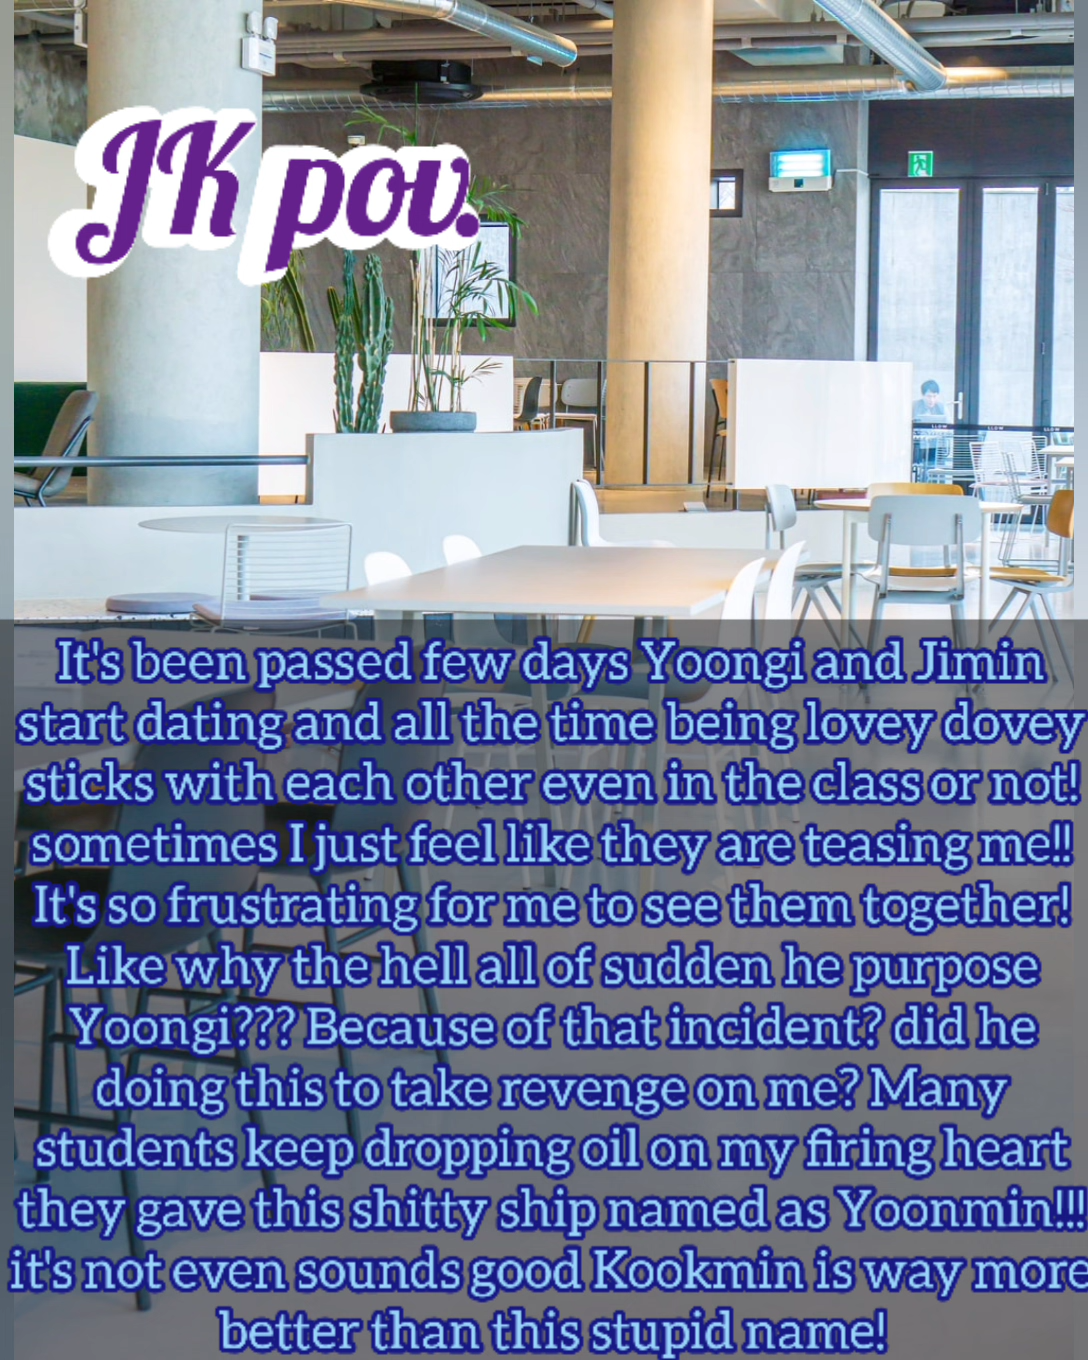 JK pov.
It's been passed few days Yoongi and Jimin
start dating and all the time being lovey dovey
sticks with each other even in the class or not!
sometimes I just feel like they are teasing me!!
It's so frustrating for me to see them together!
Like why the hell all of sudden he purpose
Yoongi??? Because of that incident? did he
doing this to take revenge on me? Many
students keep dropping oil on my firing heart
they gave this shitty ship named as Yoonmin!!!
it's not even sounds good Kookmin is way more
better than this stupid name!